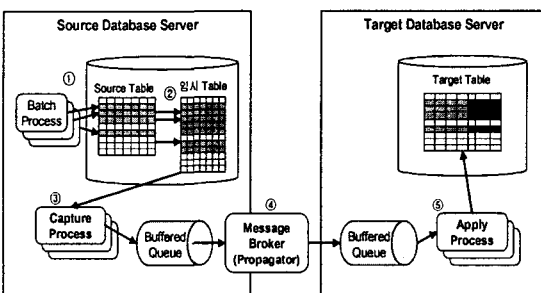 Source Database Server
Target Database Server
①
Source Table
②
임시 Table
Target Table
Batch
Process
③
④
⑤
Capture
Process
Buffered
Queue
Message
Broker
(Propagator)
Buffered
Queue
Apply
Process